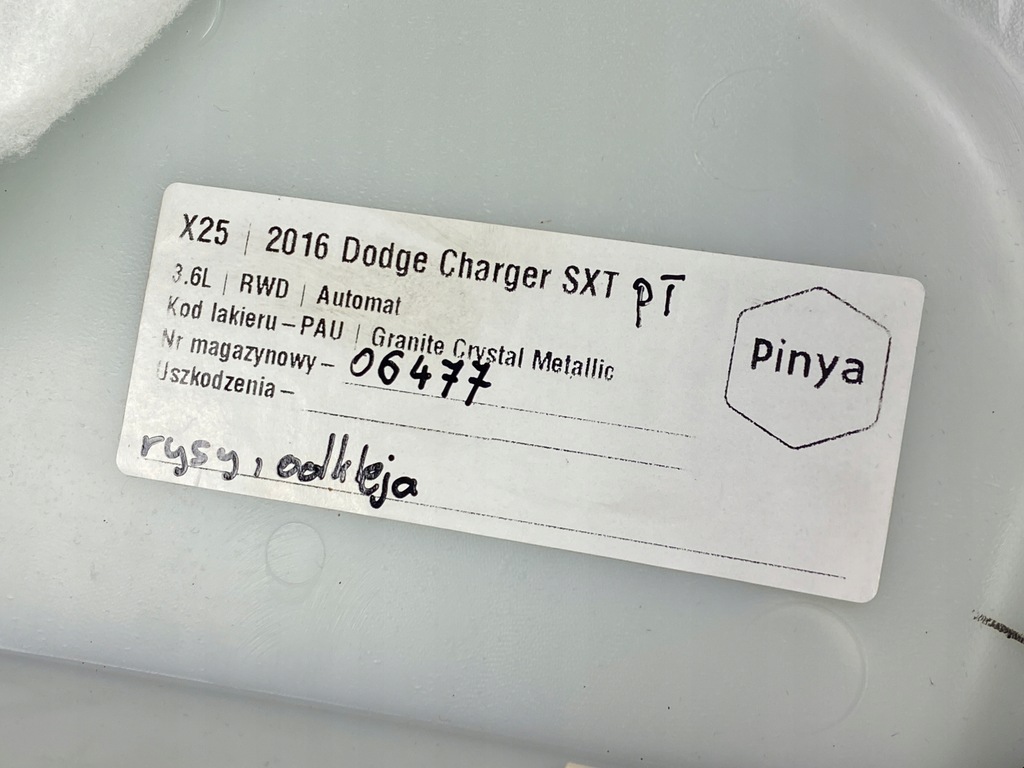 X25 | 2016 Dodge Charger SXT pT
3.6L | RWD | Automat
Kod lakieru – PAU | Granite Crystal Metallic
Nr magazynowy – 06477
Uszkodzenia –
rysy, odkleja
Pinya